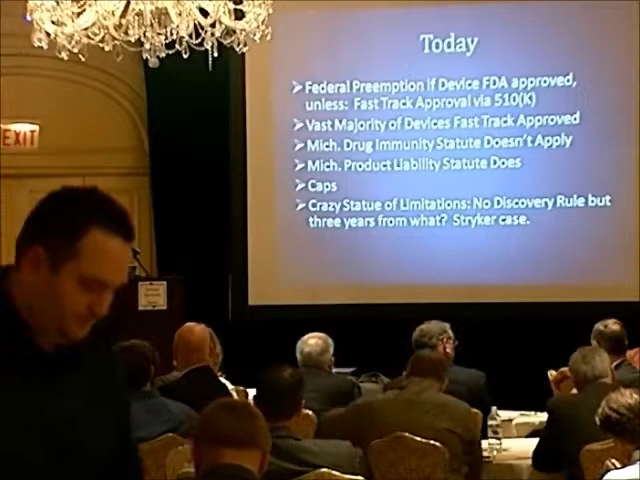 EXIT
Today
➢ Federal Preemption if Device FDA approved,
unless: Fast Track Approval via 510(K)
➢ Vast Majority of Devices Fast Track Approved
➢ Mich. Drug Immunity Statute Doesn't Apply
➢ Mich. Product Liability Statute Does
➢ Caps
➢ Crazy Statue of Limitations: No Discovery Rule but
three years from what? Stryker case.